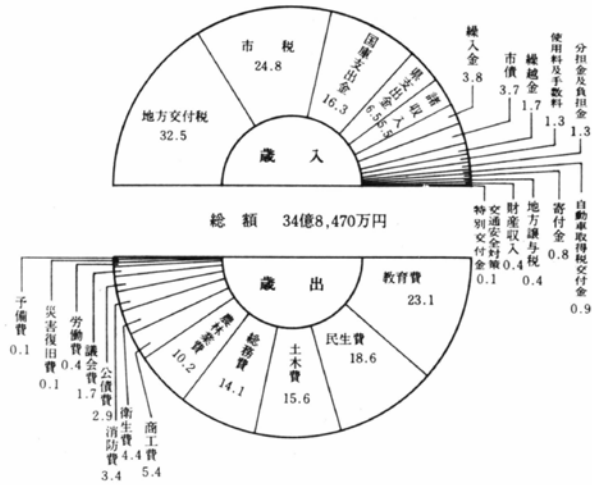 地方交付税
32.5
市税
24.8
国庫支出金
16.3
県支出金
6.5
諸収入
5.5
繰入金
3.8
市債
3.7
繰越金
1.7
使用料及手数料
1.3
分担金及負担金
1.3
歳入
特別交付金
交通安全対策
0.1
財産収入
0.4
地方譲与税
0.4
寄付金
0.8
自動車取得税交付金
0.9
総額 34億8,470万円
歳出
教育費
23.1
民生費
18.6
土木費
15.6
総務費
14.1
農林業費
10.2
商工費
5.4
衛生費
4.4
消防費
3.4
公債費
2.9
議会費
1.7
労働費
0.4
災害復旧費
0.1
予備費
0.1